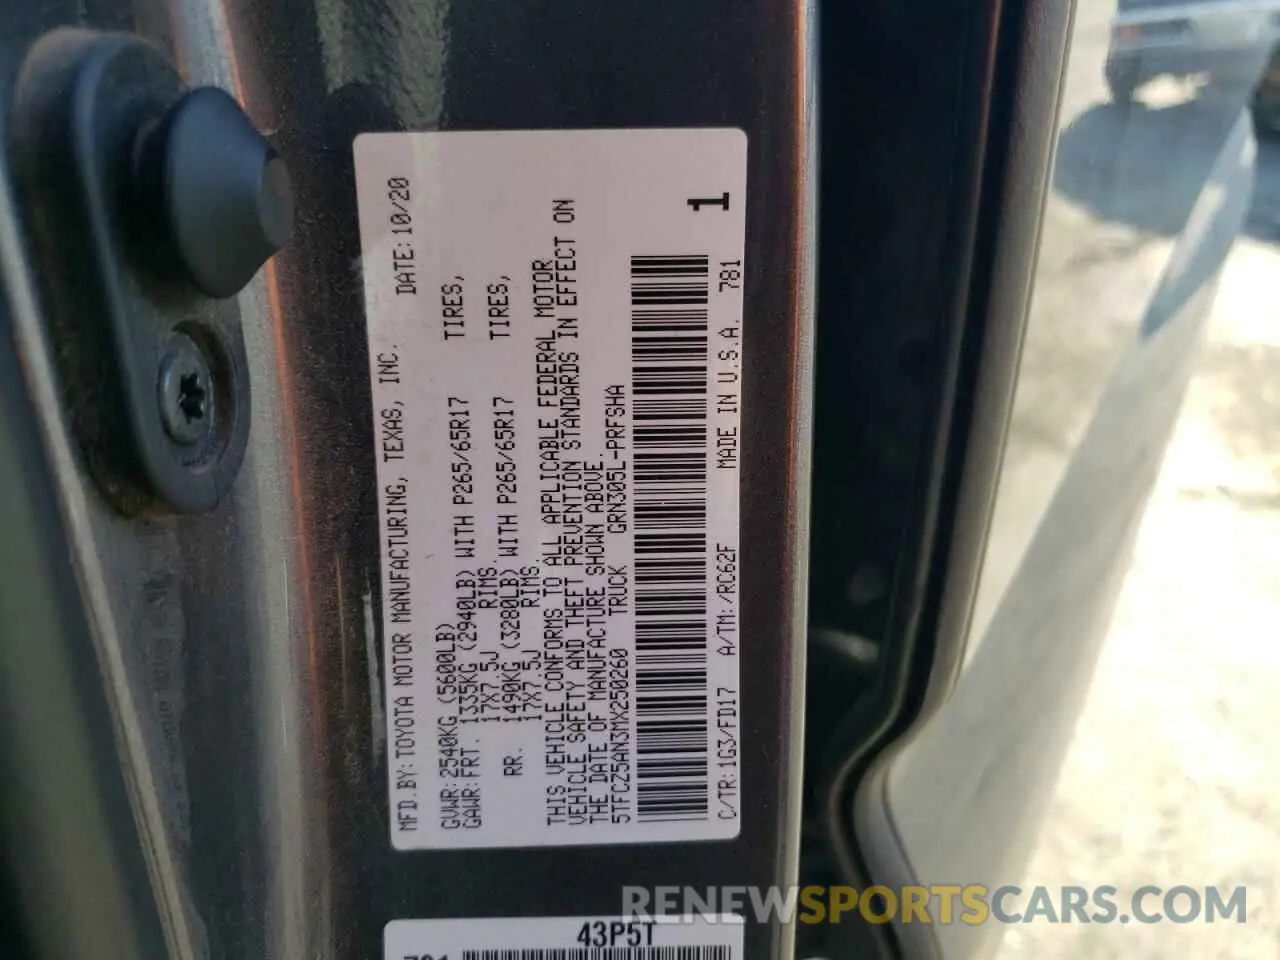 MFD.BY:TOYOTA MOTOR MANUFACTURING, TEXAS, INC. DATE:10/20
GVWR:2540KG (5600LB)
GAWR:FRT. 1335KG (2940LB) WITH P265/65R17 TIRES,
17X7.5J RIMS.
RR. 1490KG (3280LB) WITH P265/65R17 TIRES,
17X7.5J RIMS.
THIS VEHICLE CONFORMS TO ALL APPLICABLE FEDERAL MOTOR
VEHICLE SAFETY AND THEFT PREVENTION STANDARDS IN EFFECT ON
THE DATE OF MANUFACTURE SHOWN ABOVE.
5TFCZ5AN3MX250260 TRUCK GRN305L-PRFSHA
1
C/TR:1G3/FD17 A/TM:/RC62F MADE IN U.S.A. 781
43P5T
RENEWSPORTSCARS.COM